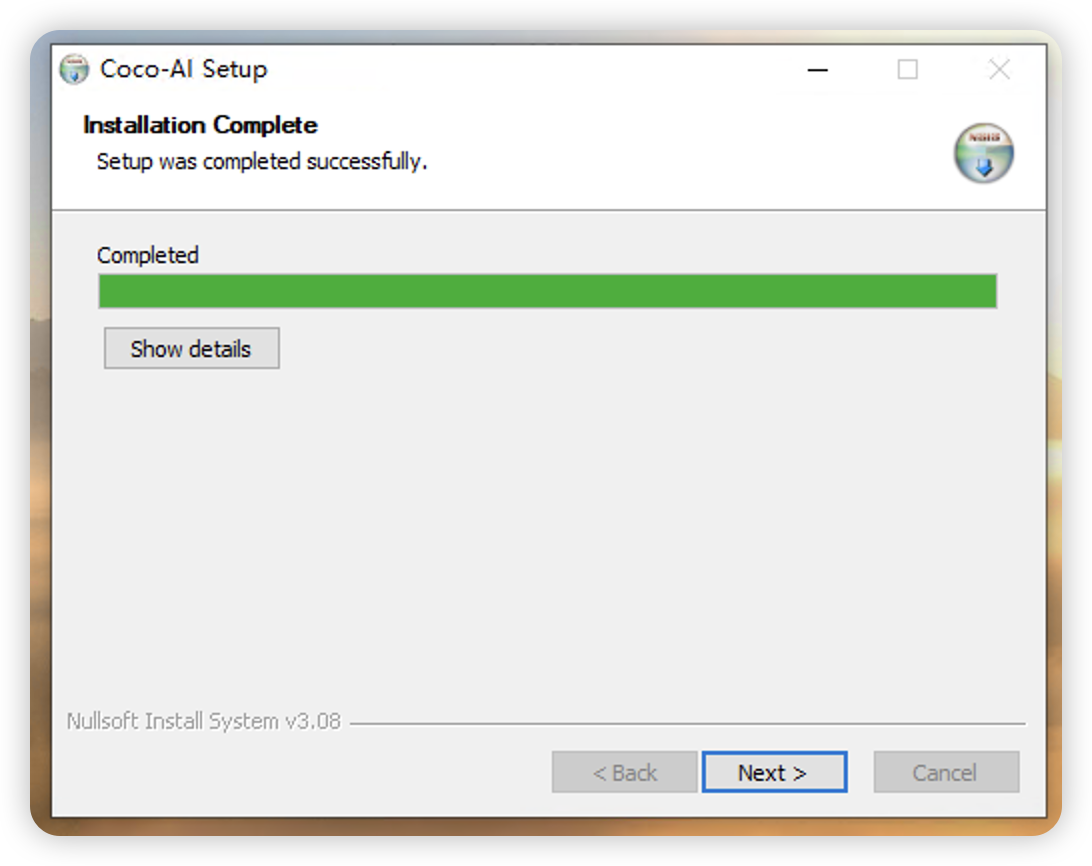 Coco-AI Setup
Installation Complete
Setup was completed successfully.
Completed
Show details
Nullsoft Install System v3.08
< Back
Next >
Cancel